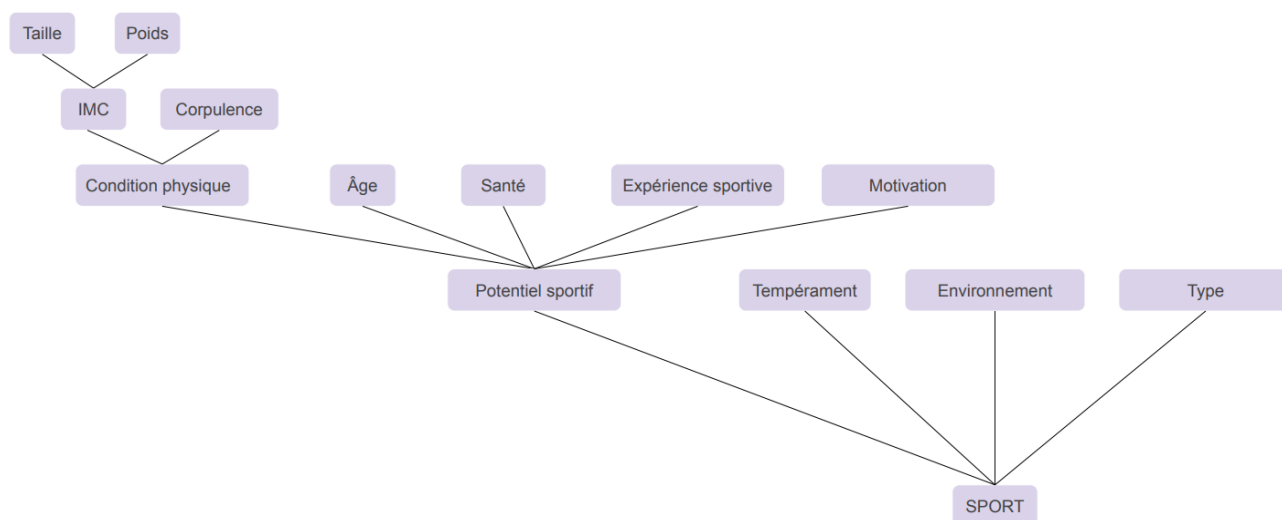 Taille
Poids
IMC
Corpulence
Condition physique
Âge
Santé
Expérience sportive
Motivation
Potentiel sportif
Tempérament
Environnement
Type
SPORT